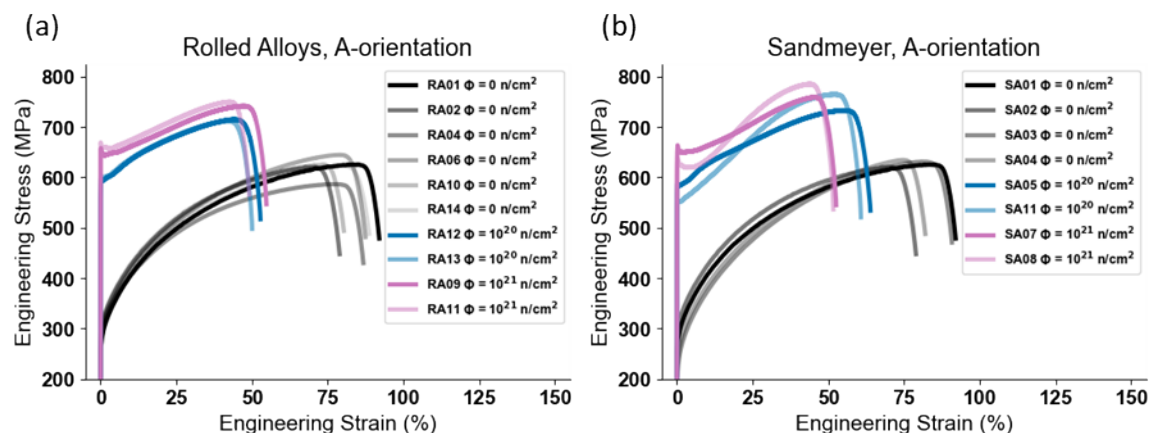 (a)
Rolled Alloys, A-orientation
Engineering Stress (MPa)
800
700
600
500
400
300
200
0
25
50
75
100
125
150
Engineering Strain (%)
RA01 Φ = 0 n/cm²
RA02 Φ = 0 n/cm²
RA04 Φ = 0 n/cm²
RA06 Φ = 0 n/cm²
RA10 Φ = 0 n/cm²
RA14 Φ = 0 n/cm²
RA12 Φ = 10²⁰ n/cm²
RA13 Φ = 10²⁰ n/cm²
RA09 Φ = 10²¹ n/cm²
RA11 Φ = 10²¹ n/cm²
(b)
Sandmeyer, A-orientation
Engineering Stress (MPa)
800
700
600
500
400
300
200
0
25
50
75
100
125
150
Engineering Strain (%)
SA01 Φ = 0 n/cm²
SA02 Φ = 0 n/cm²
SA03 Φ = 0 n/cm²
SA04 Φ = 0 n/cm²
SA05 Φ = 10²⁰ n/cm²
SA11 Φ = 10²⁰ n/cm²
SA07 Φ = 10²¹ n/cm²
SA08 Φ = 10²¹ n/cm²